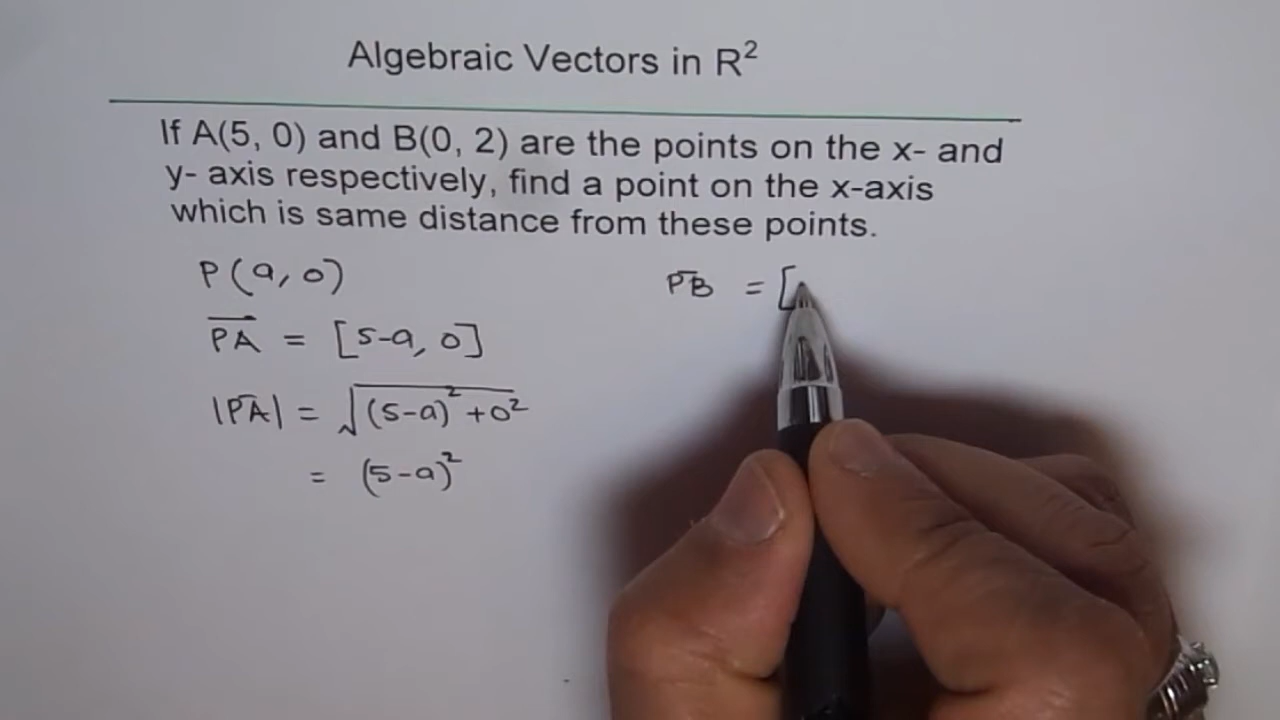 Algebraic Vectors in R²
If A(5, 0) and B(0, 2) are the points on the x- and
y- axis respectively, find a point on the x-axis
which is same distance from these points.
P(a, 0)
PA = [5-a, 0]
|PA| = √(5-a)² + 0²
= (5-a)²
PB = [